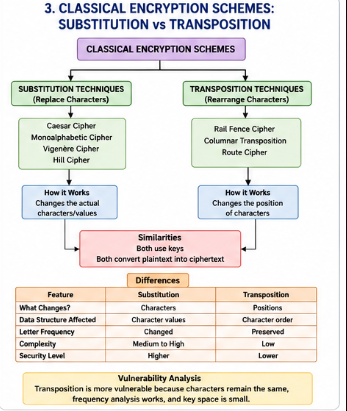 3. CLASSICAL ENCRYPTION SCHEMES:
SUBSTITUTION vs TRANSPOSITION
CLASSICAL ENCRYPTION SCHEMES
SUBSTITUTION TECHNIQUES
(Replace Characters)
TRANSPOSITION TECHNIQUES
(Rearrange Characters)
Caesar Cipher
Monoalphabetic Cipher
Vigenère Cipher
Hill Cipher
Rail Fence Cipher
Columnar Transposition
Route Cipher
How it Works
Changes the actual
characters/values
How it Works
Changes the position
of characters
Similarities
Both use keys
Both convert plaintext into ciphertext
Differences
Feature Substitution Transposition
What Changes? Characters Positions
Data Structure Affected Character values Character order
Letter Frequency Changed Preserved
Complexity Medium to High Low
Security Level Higher Lower
Vulnerability Analysis
Transposition is more vulnerable because characters remain the same,
frequency analysis works, and key space is small.